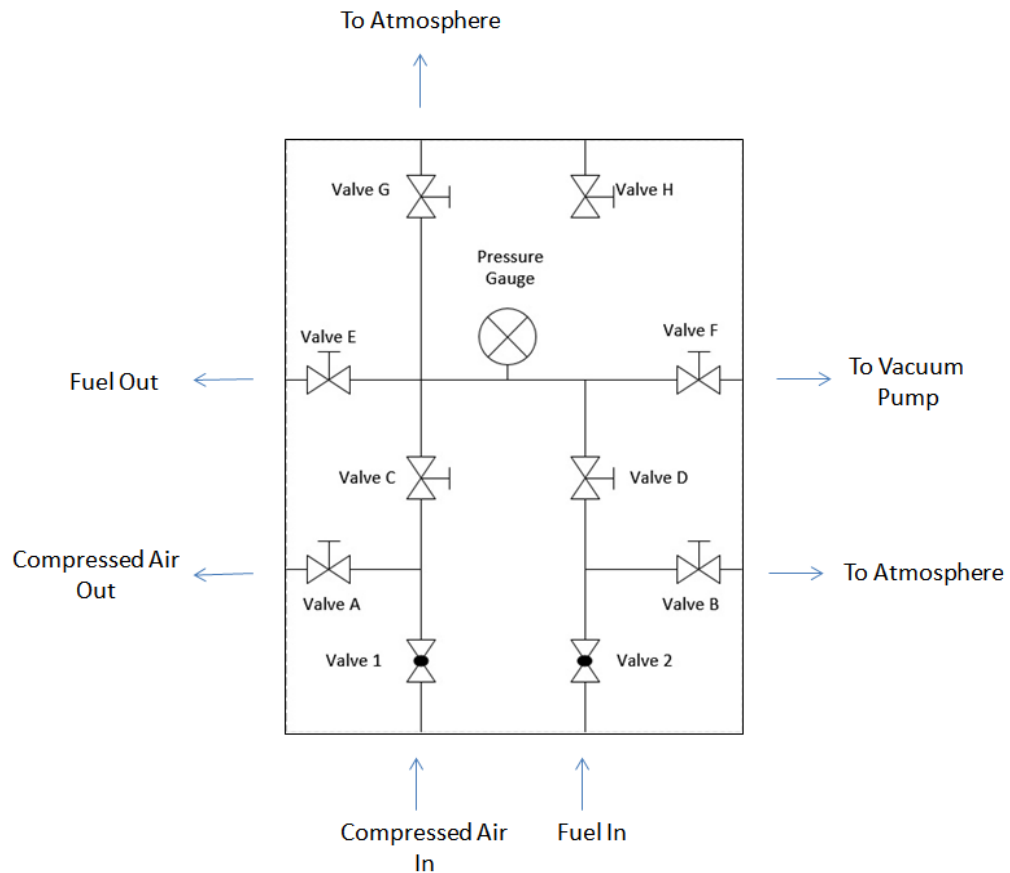 To Atmosphere
Valve G
Valve H
Pressure
Gauge
Valve E
Valve F
Fuel Out
To Vacuum
Pump
Valve C
Valve D
Compressed Air
Out
To Atmosphere
Valve A
Valve B
Valve 1
Valve 2
Compressed Air
In
Fuel In